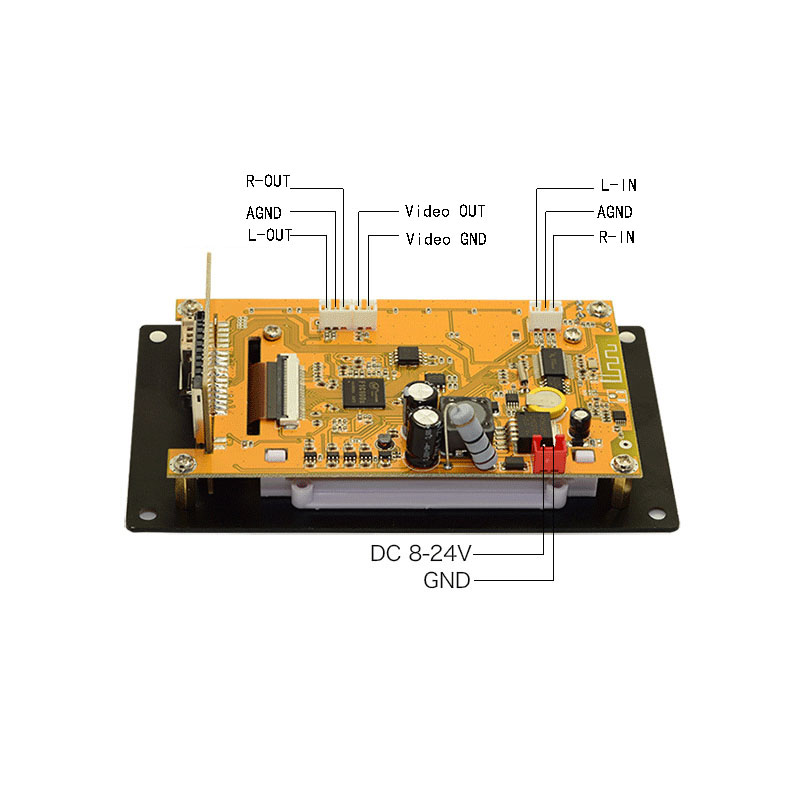 R-OUT
AGND
L-OUT
Video OUT
Video GND
L-IN
AGND
R-IN
DC 8-24V
GND